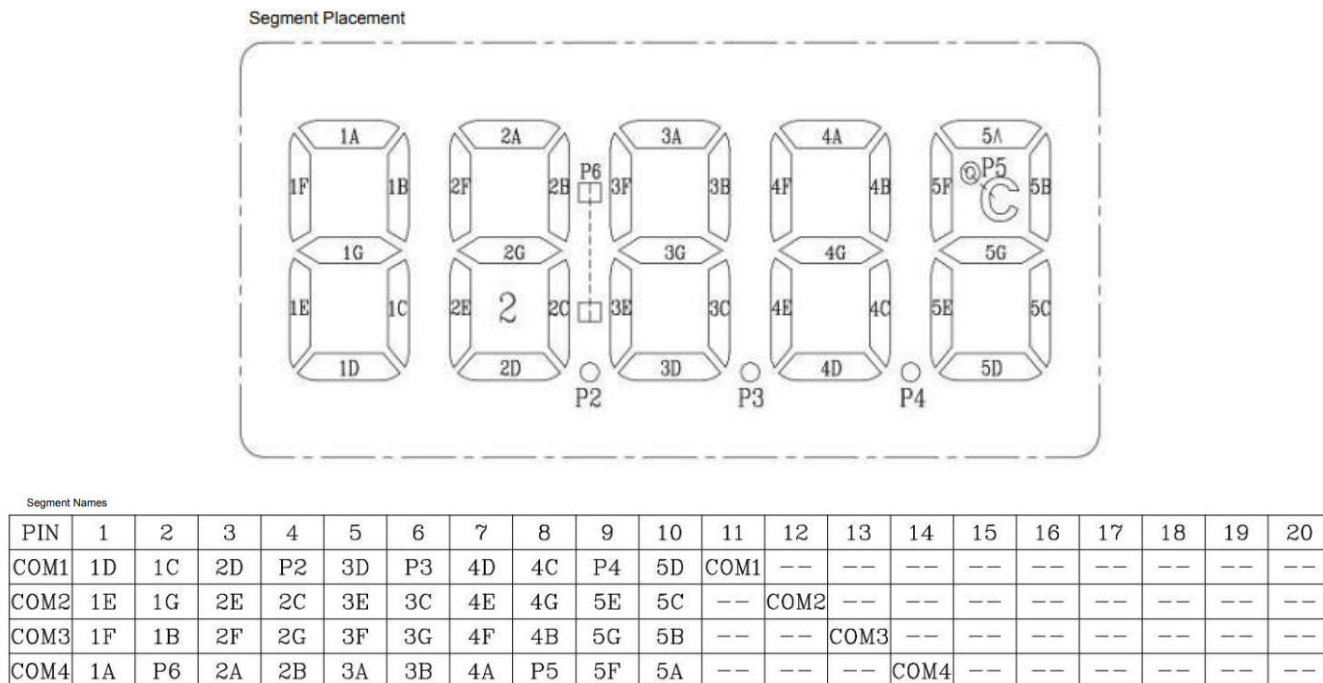 Segment Placement
1A 2A 3A 4A 5A
P6 P5
1F 1B 2F 2B 3F 3B 4F 4B 5F C 5B
1G 2G 3G 4G 5G
1E 1C 2E 2 2C 3E 3C 4E 4C 5E 5C
1D 2D 3D 4D 5D
P2 P3 P4
Segment Names
PIN 1 2 3 4 5 6 7 8 9 10 11 12 13 14 15 16 17 18 19 20
COM1 1D 1C 2D P2 3D P3 4D 4C P4 5D COM1 -- -- -- -- -- -- -- -- --
COM2 1E 1G 2E 2C 3E 3C 4E 4G 5E 5C -- COM2 -- -- -- -- -- -- -- --
COM3 1F 1B 2F 2G 3F 3G 4F 4B 5G 5B -- -- COM3 -- -- -- -- -- -- --
COM4 1A P6 2A 2B 3A 3B 4A P5 5F 5A -- -- -- COM4 -- -- -- -- -- --